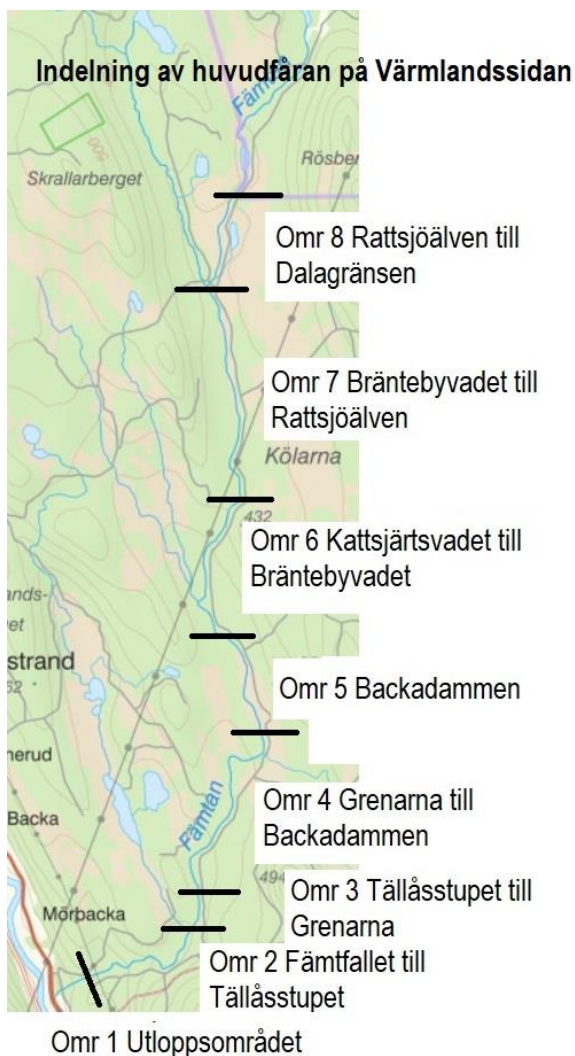 Indelning av huvudfåran på Värmlandssidan
Skrallarberget
500
Omr 8 Rattsjöälven till
Dalagränsen
Omr 7 Bräntebyvadet till
Rattsjöälven
Kölarna
432
Omr 6 Kattsjärtsvadet till
Bräntebyvadet
strand
Omr 5 Backadammen
Backa
Fämtan
Omr 4 Grenarna till
Backadammen
494
Omr 3 Tällåsstupet till
Grenarna
Mörbacka
Omr 2 Fämtfallet till
Tällåsstupet
Omr 1 Utloppsområdet